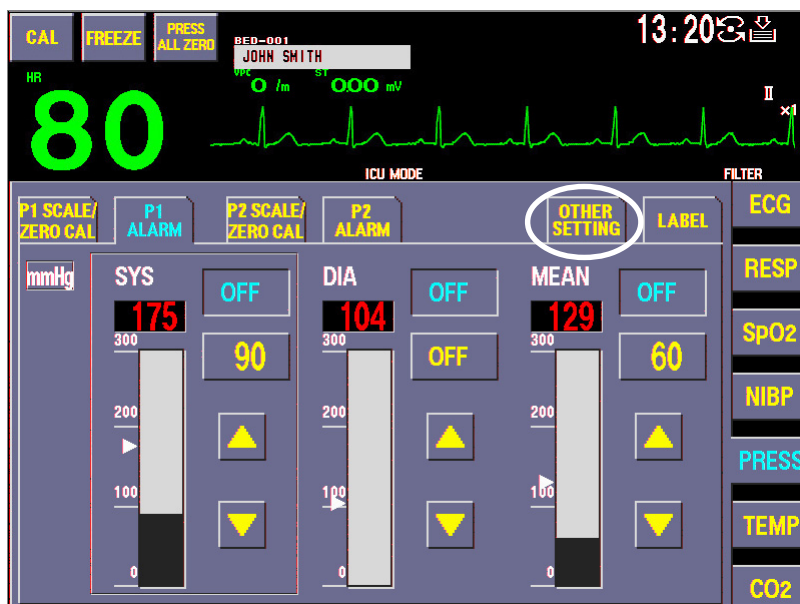 CAL FREEZE PRESS ALL ZERO
BED-001
JOHN SMITH
13:20
HR
80
VPC 0 /m ST 0.00 mV
II
×1
ICU MODE
FILTER
P1 SCALE/ ZERO CAL
P1 ALARM
P2 SCALE/ ZERO CAL
P2 ALARM
OTHER SETTING
LABEL
mmHg
SYS
175
OFF
90
300
200
100
0
DIA
104
OFF
OFF
300
200
100
0
MEAN
129
OFF
60
300
200
100
0
ECG
RESP
SpO2
NIBP
PRESS
TEMP
CO2